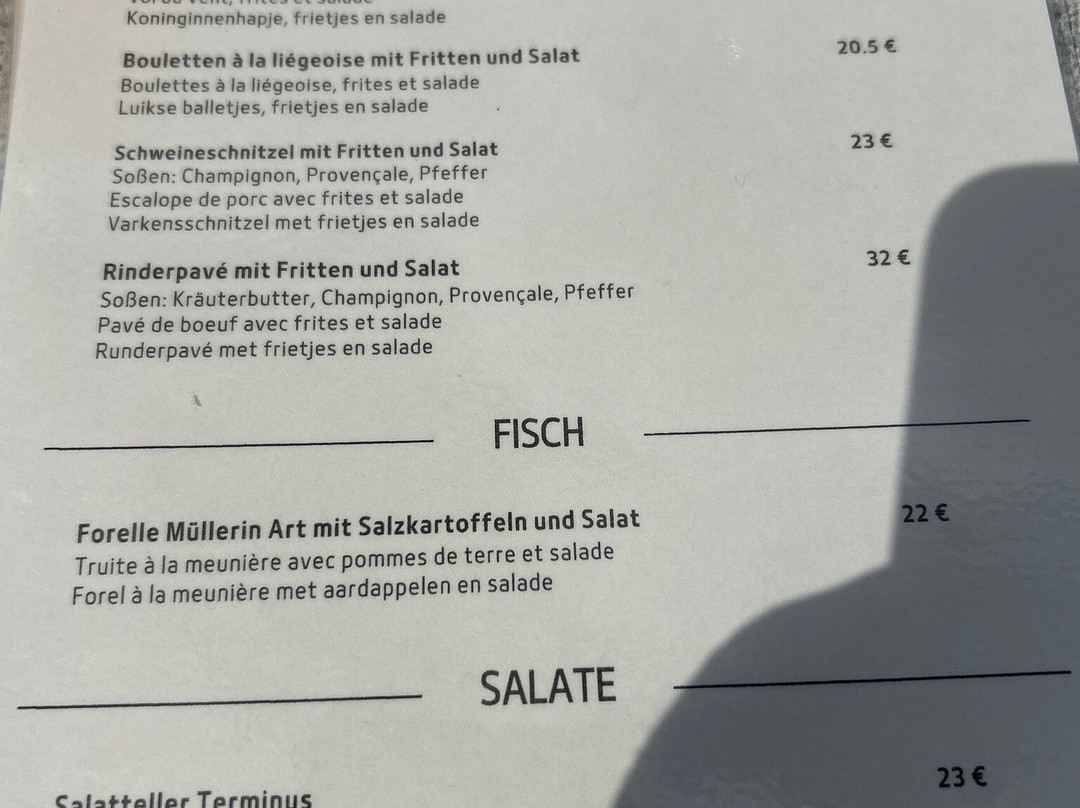 Koninginnenhapje, frietjes en salade
Bouletten à la liégeoise mit Fritten und Salat 20.5 €
Boulettes à la liégeoise, frites et salade
Luikse balletjes, frietjes en salade
Schweineschnitzel mit Fritten und Salat 23 €
Soßen: Champignon, Provençale, Pfeffer
Escalope de porc avec frites et salade
Varkensschnitzel met frietjes en salade
Rinderpavé mit Fritten und Salat 32 €
Soßen: Kräuterbutter, Champignon, Provençale, Pfeffer
Pavé de boeuf avec frites et salade
Runderpavé met frietjes en salade
FISCH
Forelle Müllerin Art mit Salzkartoffeln und Salat 22 €
Truite à la meunière avec pommes de terre et salade
Forel à la meunière met aardappelen en salade
SALATE
Salatteller Terminus 23 €